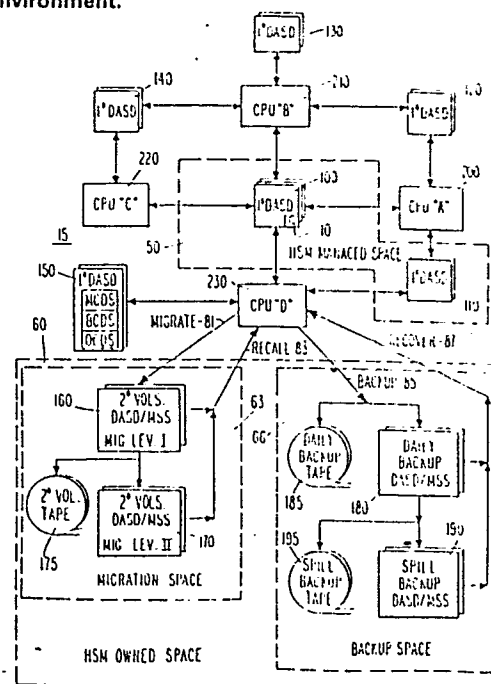 environment.
130
1° DASD
140
210
1° DASD
CPU "B"
1° DASD
220
100
200
CPU "C"
1° DASD
CPU "A"
10
15
50
HSM MANAGED SPACE
150
1° DASD
230
1° DASD
MCDS
CPU "D"
110
BCDS
OCDS
MIGRATE-81
RECOVER-87
60
RECALL 83
BACKUP 85
160
2° VOLS.
DASD/MSS
MIG LEV. I
63
66
DAILY
BACKUP
TAPE
DAILY
BACKUP
DASD/MSS
185
180
2° VOL.
TAPE
2° VOLS.
DASD/MSS
MIG LEV. II
175
170
195
190
SPILL
BACKUP
TAPE
SPILL
BACKUP
DASD/MSS
MIGRATION SPACE
HSM OWNED SPACE
BACKUP SPACE